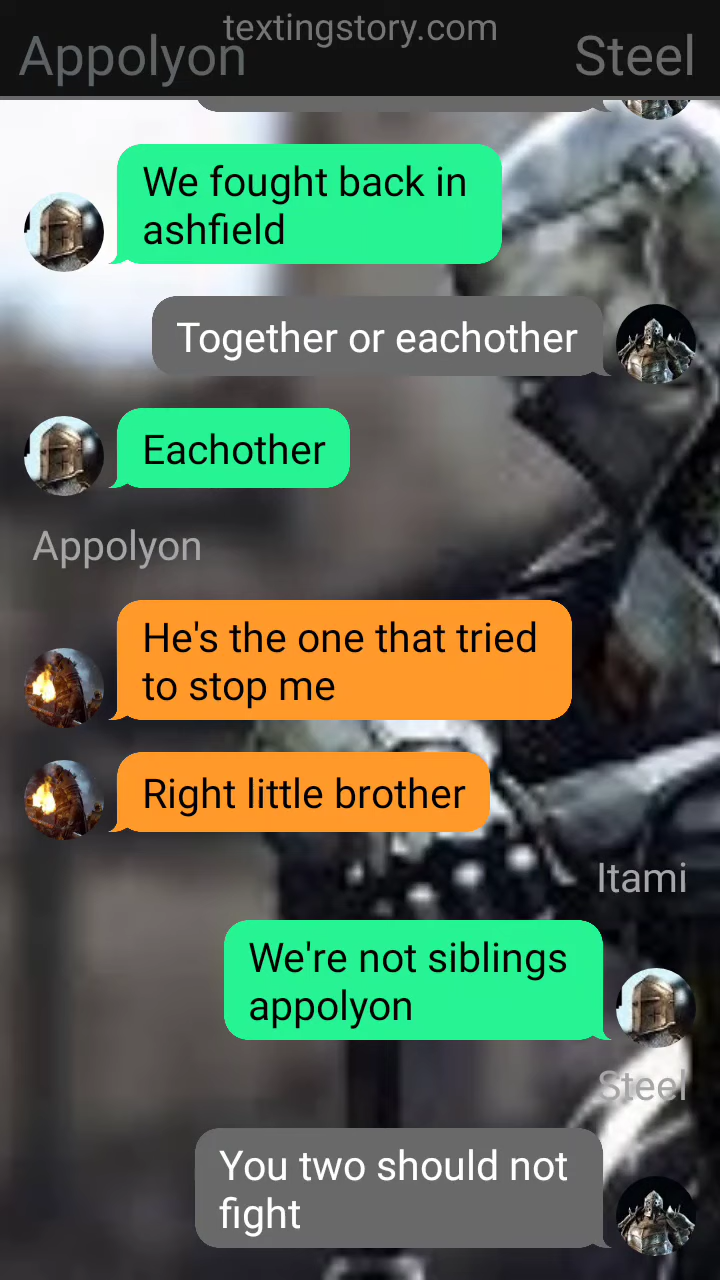 textingstory.com
Appolyon
Steel
We fought back in
ashfield
Together or eachother
Eachother
Appolyon
He's the one that tried
to stop me
Right little brother
Itami
We're not siblings
appolyon
Steel
You two should not
fight